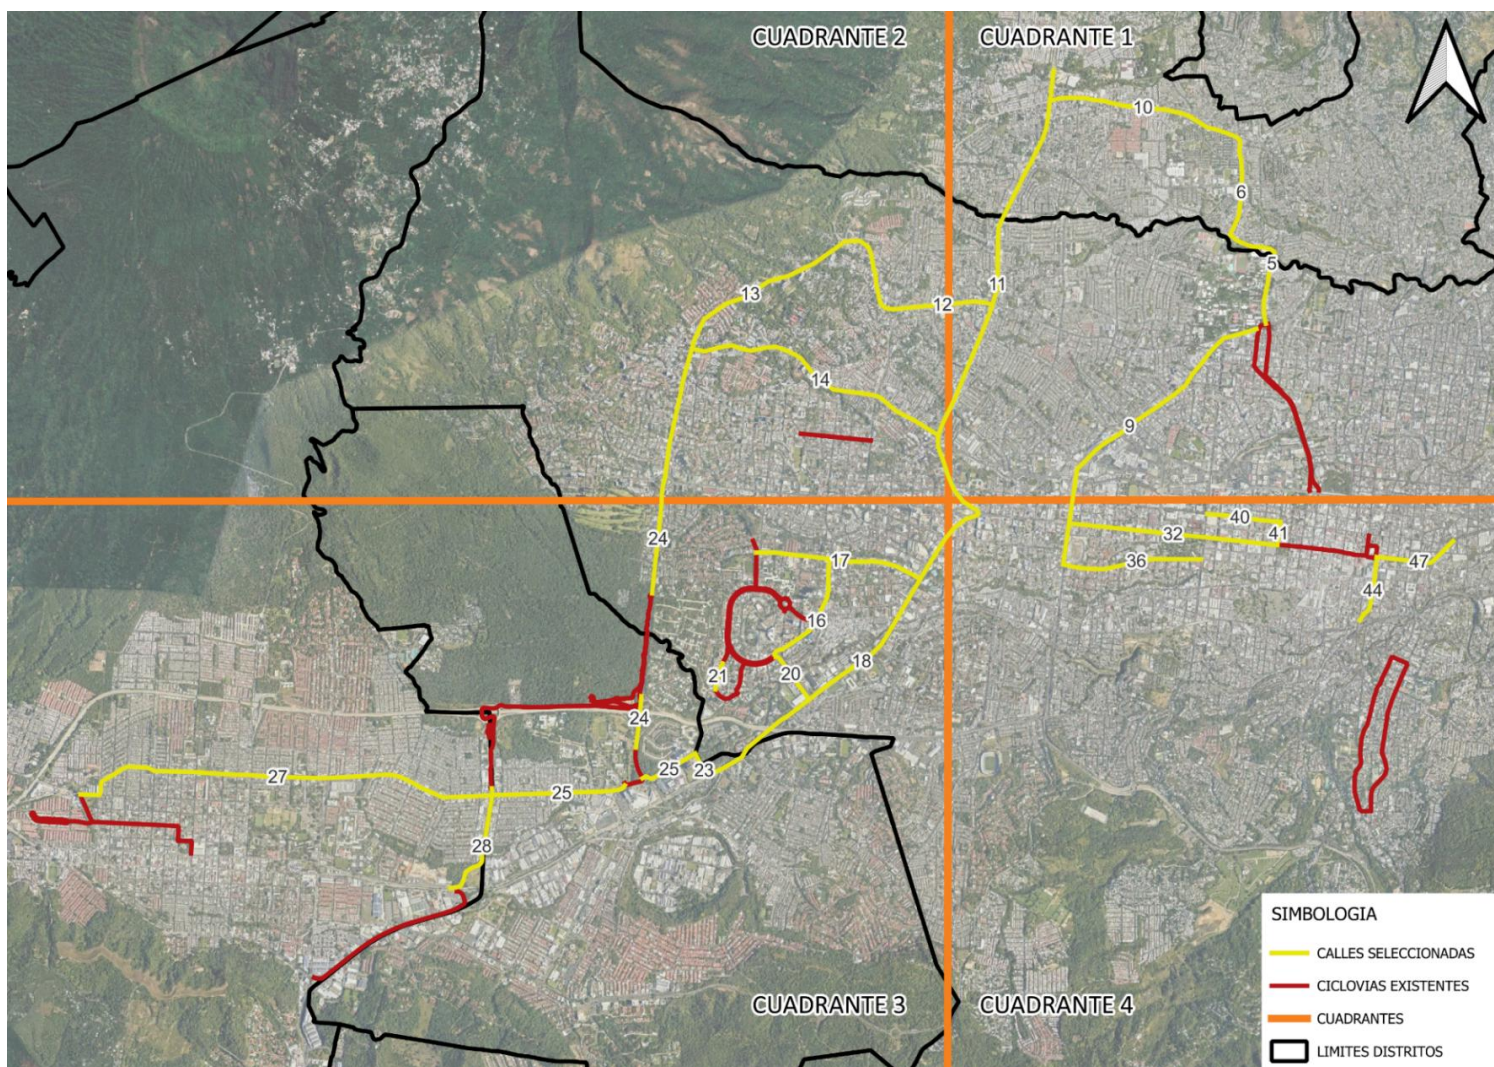 CUADRANTE 2
CUADRANTE 1
10
6
5
13
12
11
14
9
24
17
40
32
41
36
47
44
16
18
21
20
24
25
23
27
25
28
SIMBOLOGIA
CALLES SELECCIONADAS
CICLOVIAS EXISTENTES
CUADRANTES
LIMITES DISTRITOS
CUADRANTE 3
CUADRANTE 4